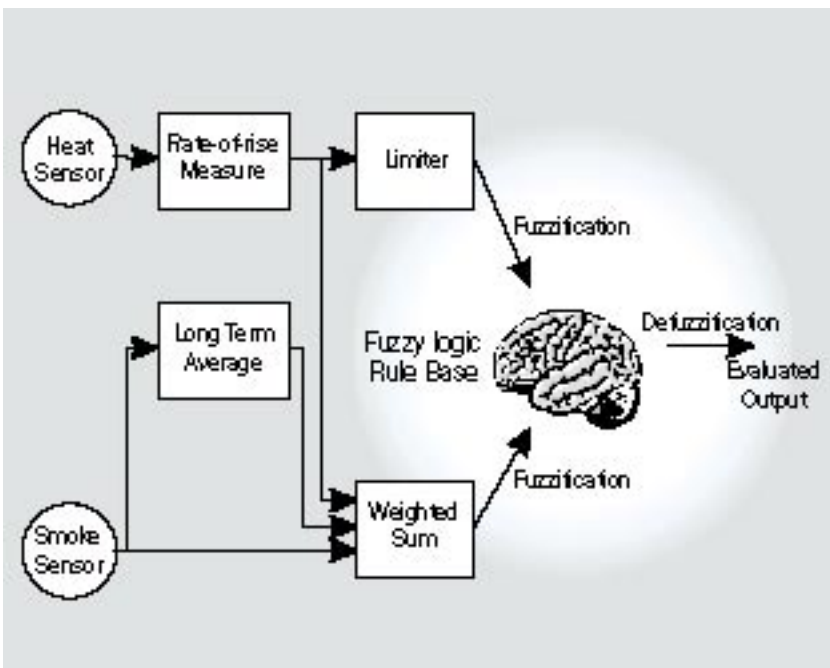 Heat
Sensor
Rate-of-rise
Measure
Limiter
Fuzzification
Long Term
Average
Fuzzy logic
Rule Base
Defuzzification
Evaluated
Output
Fuzzification
Weighted
Sum
Smoke
Sensor